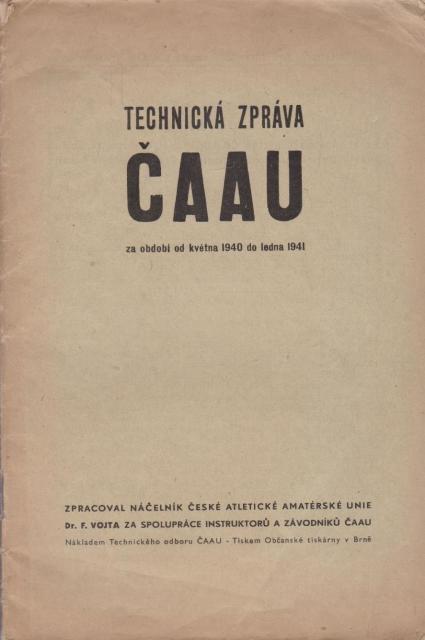 TECHNICKÁ ZPRÁVA
ČAAU
za období od května 1940 do ledna 1941
ZPRACOVAL NÁČELNÍK ČESKÉ ATLETICKÉ AMATÉRSKÉ UNIE
Dr. F. VOJTA ZA SPOLUPRÁCE INSTRUKTORŮ A ZÁVODNÍKŮ ČAAU
Nákladem Technického odboru ČAAU - Tiskem Občanské tiskárny v Brně